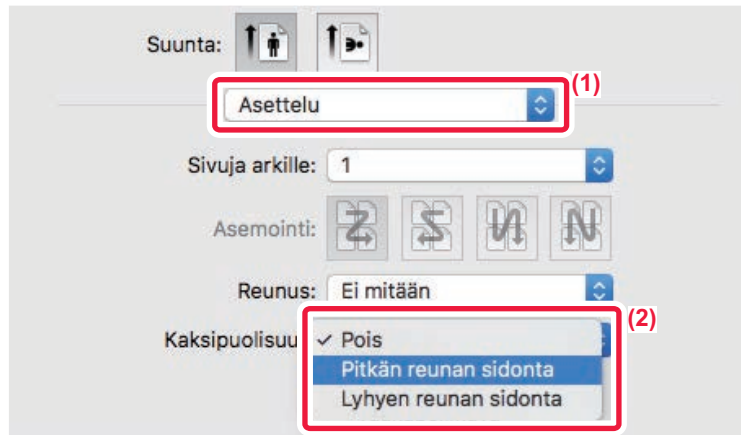 Suunta:
(1)
Asettelu
Sivuja arkille: 1
Asemointi:
Reunus: Ei mitään
(2)
Kaksipuolisuu ✓ Pois
Pitkän reunan sidonta
Lyhyen reunan sidonta